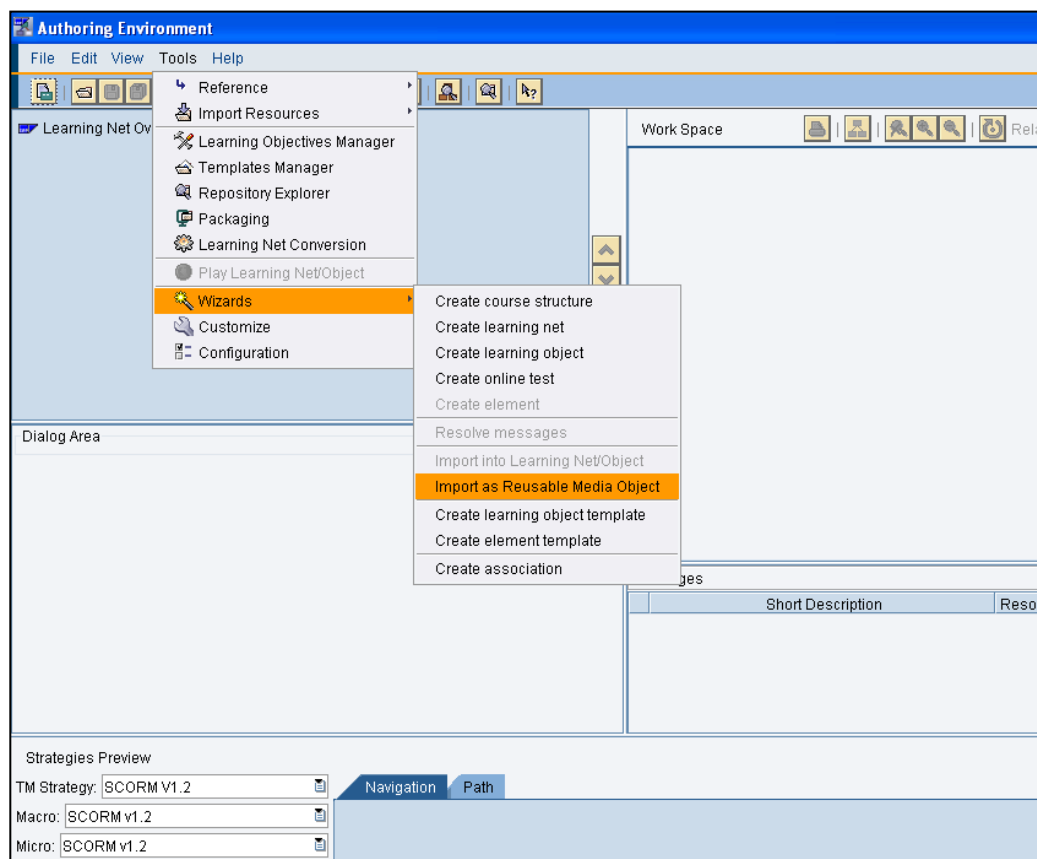 Authoring Environment
File Edit View Tools Help
Reference
Import Resources
Learning Objectives Manager
Templates Manager
Repository Explorer
Packaging
Learning Net Conversion
Play Learning Net/Object
Wizards
Customize
Configuration
Learning Net Ov
Work Space
Rela
Create course structure
Create learning net
Create learning object
Create online test
Create element
Resolve messages
Import into Learning Net/Object
Import as Reusable Media Object
Create learning object template
Create element template
Create association
Dialog Area
ges
Short Description Reso
Strategies Preview
TM Strategy: SCORM V1.2
Macro: SCORM v1.2
Micro: SCORM v1.2
Navigation Path